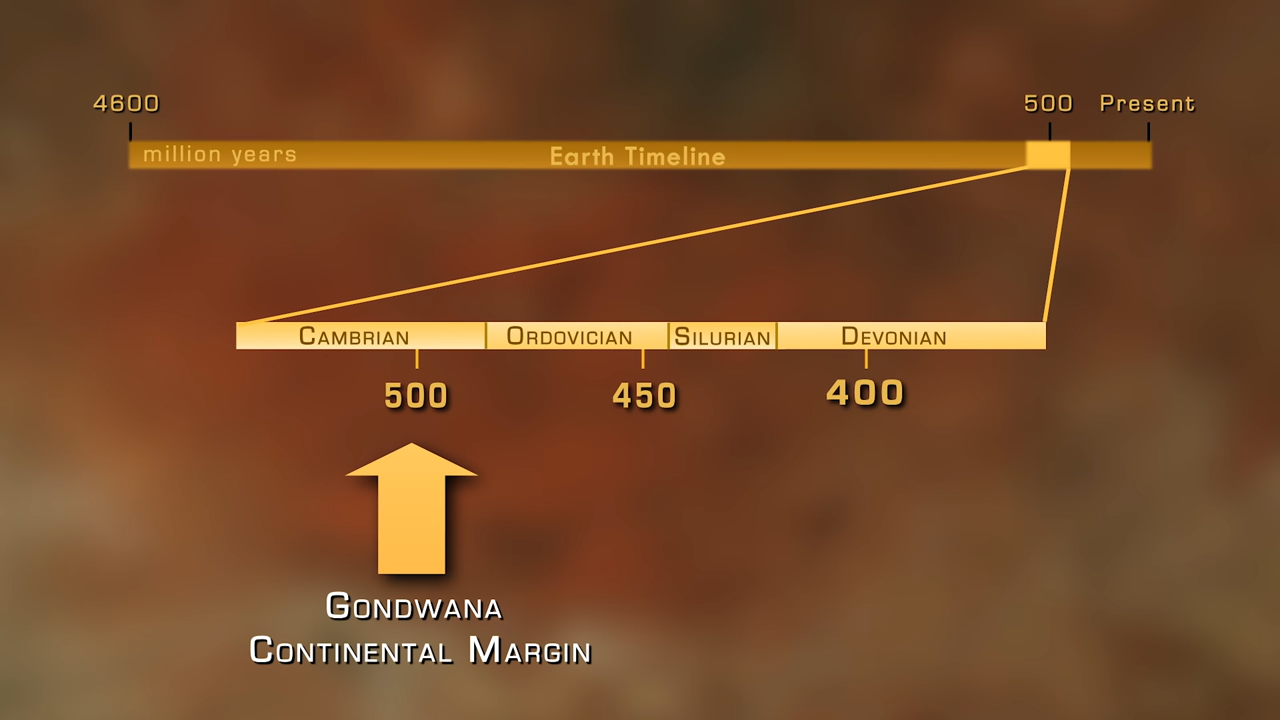 4600 500 Present
million years Earth Timeline
Cambrian Ordovician Silurian Devonian
500 450 400
Gondwana
Continental Margin